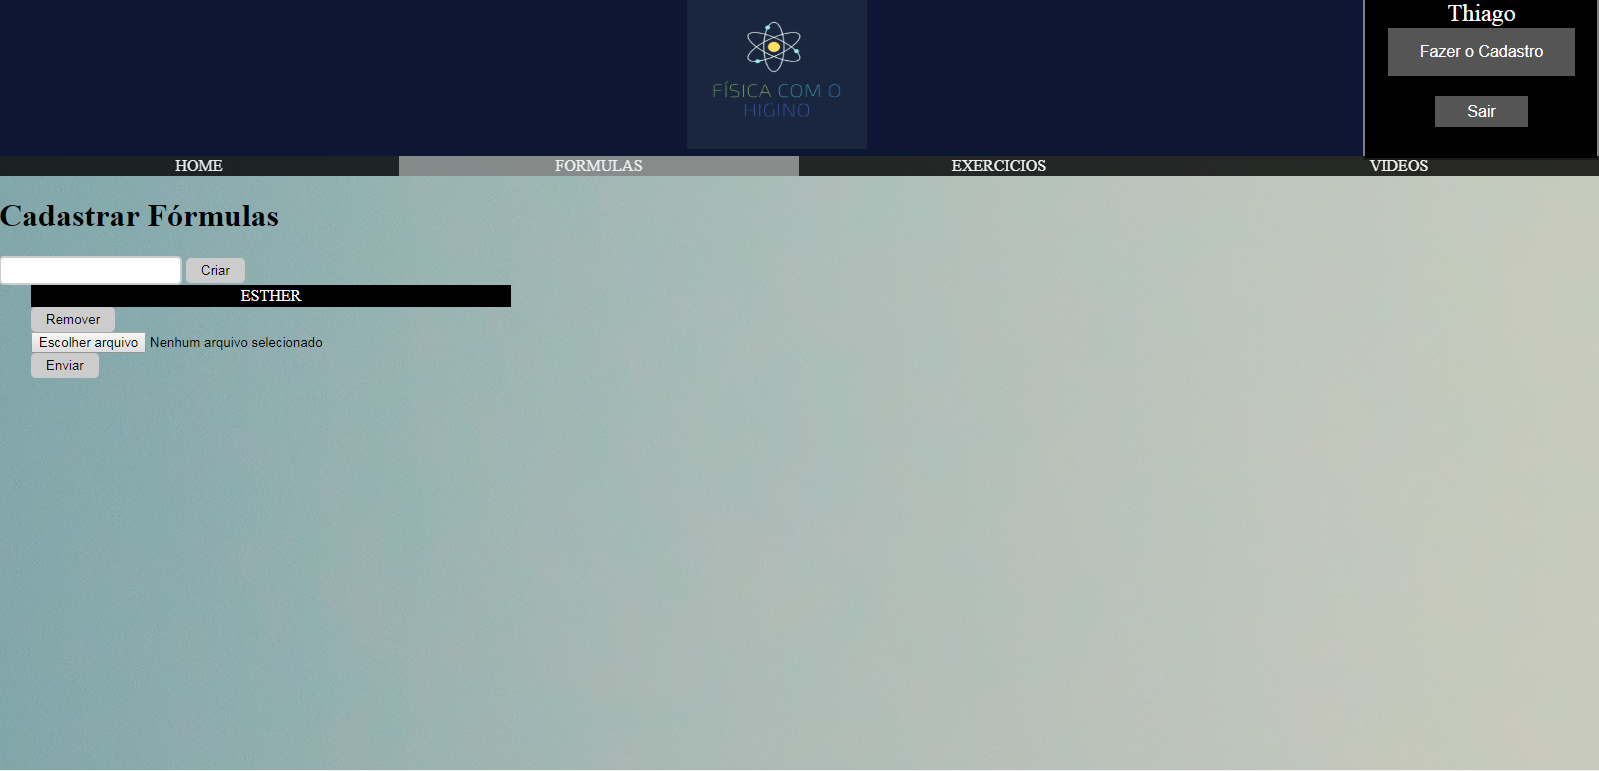 FÍSICA COM O
HIGINO
Thiago
Fazer o Cadastro
Sair
HOME FORMULAS EXERCICIOS VIDEOS
Cadastrar Fórmulas
Criar
ESTHER
Remover
Escolher arquivo Nenhum arquivo selecionado
Enviar